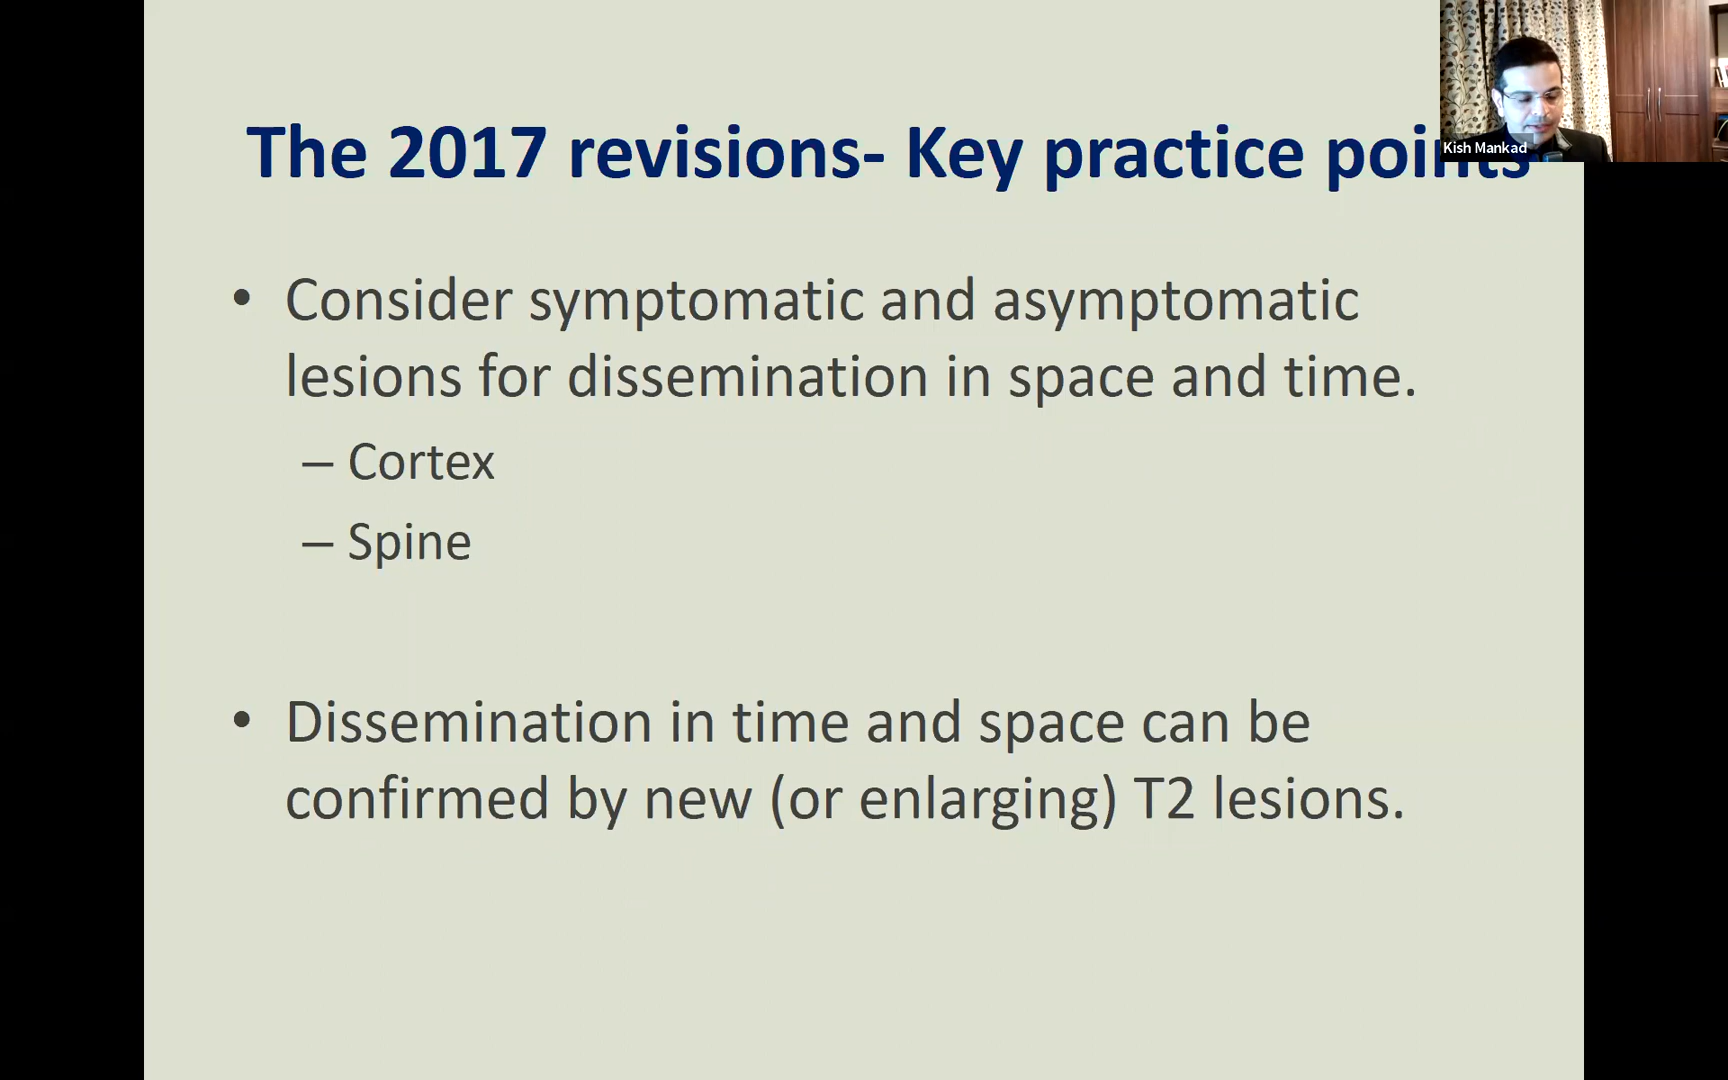 The 2017 revisions- Key practice points
Kish Mankad
• Consider symptomatic and asymptomatic
lesions for dissemination in space and time.
– Cortex
– Spine
• Dissemination in time and space can be
confirmed by new (or enlarging) T2 lesions.